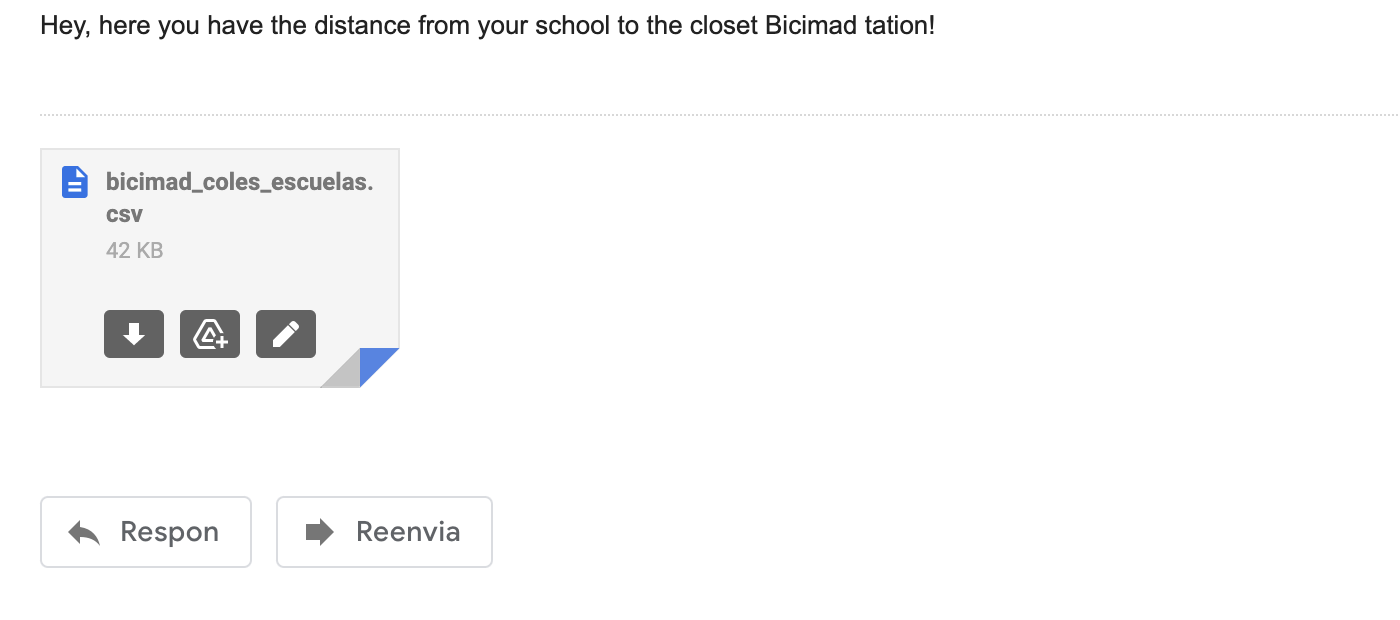 Hey, here you have the distance from your school to the closet Bicimad tation!
bicimad_coles_escuelas.
csv
42 KB
Respon
Reenvia